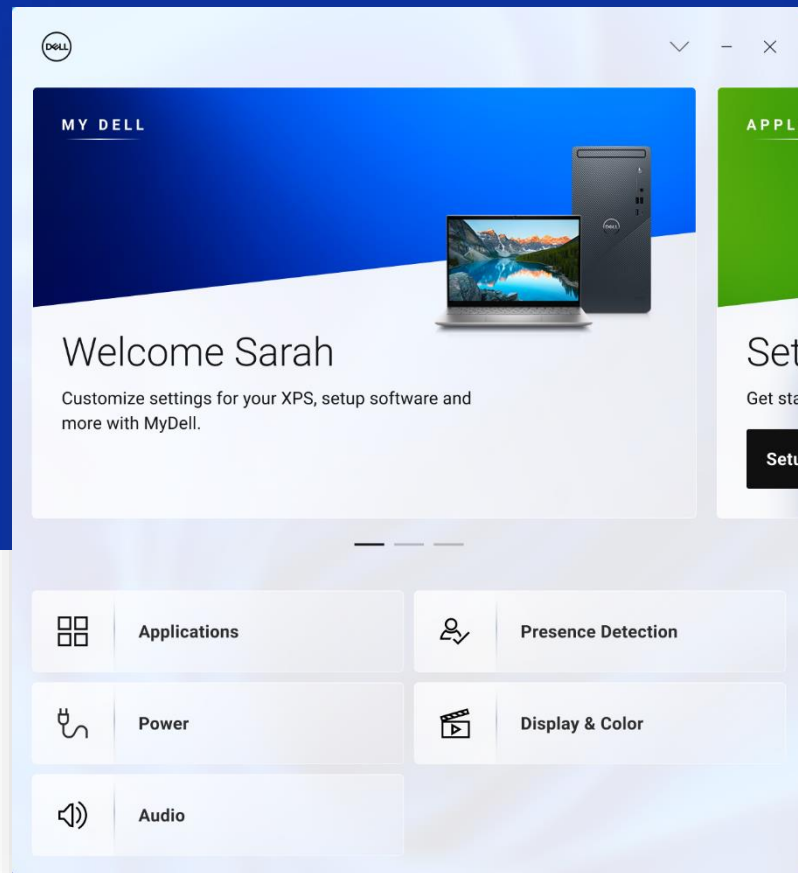 DELL
MY DELL
Welcome Sarah
Customize settings for your XPS, setup software and
more with MyDell.
APPL
Set
Get sta
Setu
Applications
Presence Detection
Power
Display & Color
Audio